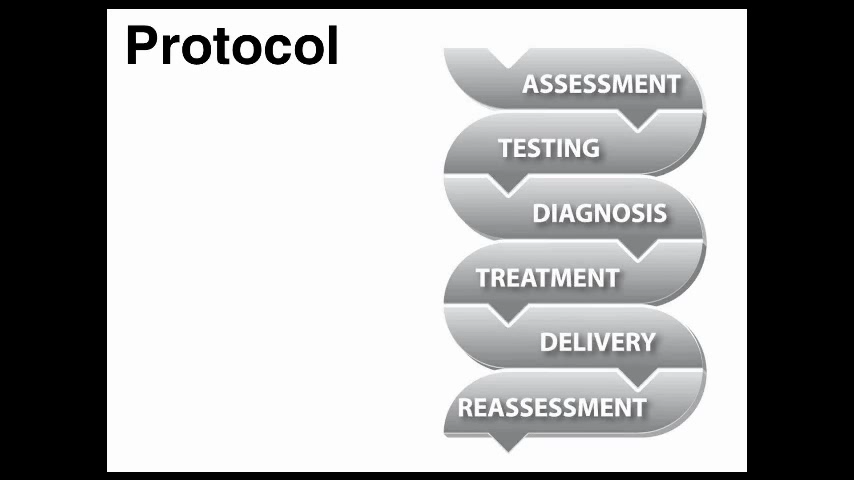 Protocol
ASSESSMENT
TESTING
DIAGNOSIS
TREATMENT
DELIVERY
REASSESSMENT